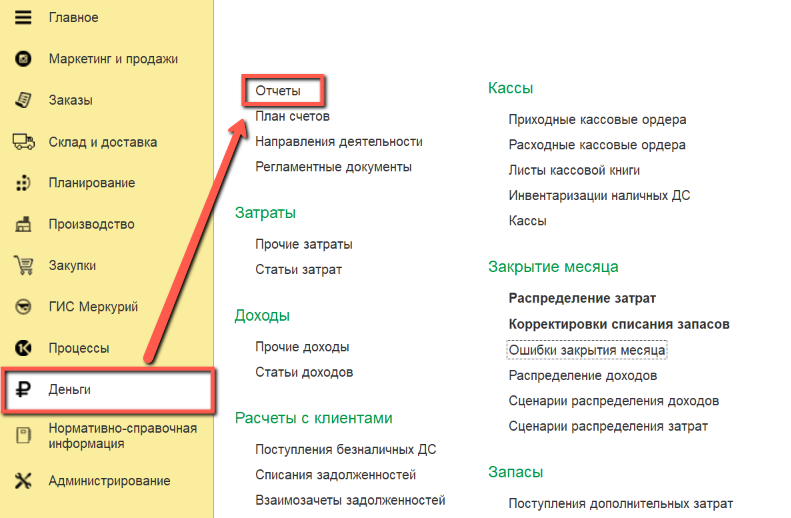 Главное
Маркетинг и продажи
Заказы
Склад и доставка
Планирование
Производство
Закупки
ГИС Меркурий
Процессы
Деньги
Нормативно-справочная
информация
Администрирование
Отчеты
План счетов
Направления деятельности
Регламентные документы
Затраты
Прочие затраты
Статьи затрат
Доходы
Прочие доходы
Статьи доходов
Расчеты с клиентами
Поступления безналичных ДС
Списания задолженностей
Взаимозачеты задолженностей
Кассы
Приходные кассовые ордера
Расходные кассовые ордера
Листы кассовой книги
Инвентаризации наличных ДС
Кассы
Закрытие месяца
Распределение затрат
Корректировки списания запасов
Ошибки закрытия месяца
Распределение доходов
Сценарии распределения доходов
Сценарии распределения затрат
Запасы
Поступления дополнительных затрат